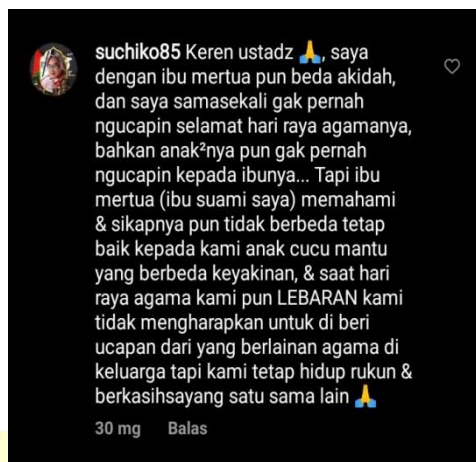 suchiko85 Keren ustadz 🙏, saya
dengan ibu mertua pun beda akidah,
dan saya samasekali gak pernah
ngucapin selamat hari raya agamanya,
bahkan anak²nya pun gak pernah
ngucapin kepada ibunya... Tapi ibu
mertua (ibu suami saya) memahami
& sikapnya pun tidak berbeda tetap
baik kepada kami anak cucu mantu
yang berbeda keyakinan, & saat hari
raya agama kami pun LEBARAN kami
tidak mengharapkan untuk di beri
ucapan dari yang berlainan agama di
keluarga tapi kami tetap hidup rukun &
berkasihsayang satu sama lain 🙏
30 mg Balas